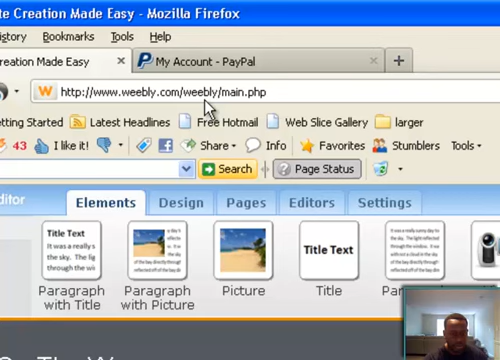 te Creation Made Easy - Mozilla Firefox
istory Bookmarks Tools Help
reation Made Easy My Account - PayPal
http://www.weebly.com/weebly/main.php
etting Started Latest Headlines Free Hotmail Web Slice Gallery larger
43 I like it! Share Info Favorites Stumblers Tools
Search Page Status
ditor Elements Design Pages Editors Settings
Title Text
It was a really s
the sky. The lig
through the win
Title Text
Paragraph with Title
Paragraph with Picture
Picture
Title